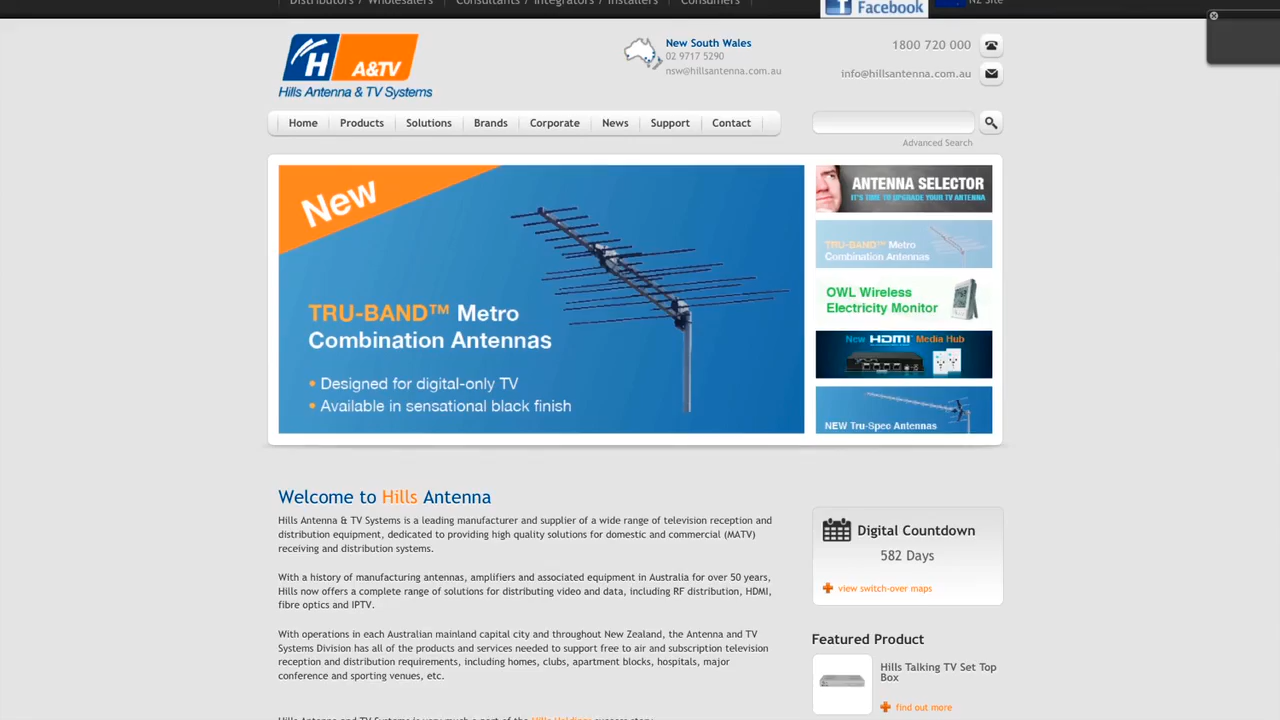 Distributors / Wholesalers
Consultants / Integrators / Installers
Consumers
Facebook
NZ Site
H A&TV
Hills Antenna & TV Systems
New South Wales
02 9717 5290
nsw@hillsantenna.com.au
1800 720 000
info@hillsantenna.com.au
Home
Products
Solutions
Brands
Corporate
News
Support
Contact
Advanced Search
New
TRU-BAND™ Metro
Combination Antennas
• Designed for digital-only TV
• Available in sensational black finish
ANTENNA SELECTOR
IT'S TIME TO UPGRADE YOUR TV ANTENNA
TRU-BAND™ Metro
Combination Antennas
OWL Wireless
Electricity Monitor
New HDMI Media Hub
NEW Tru-Spec Antennas
Welcome to Hills Antenna
Hills Antenna & TV Systems is a leading manufacturer and supplier of a wide range of television reception and
distribution equipment, dedicated to providing high quality solutions for domestic and commercial (MATV)
receiving and distribution systems.
With a history of manufacturing antennas, amplifiers and associated equipment in Australia for over 50 years,
Hills now offers a complete range of solutions for distributing video and data, including RF distribution, HDMI,
fibre optics and IPTV.
With operations in each Australian mainland capital city and throughout New Zealand, the Antenna and TV
Systems Division has all of the products and services needed to support free to air and subscription television
reception and distribution requirements, including homes, clubs, apartment blocks, hospitals, major
conference and sporting venues, etc.
Hills Antenna and TV Systems is very much a part of the Hills Holdings success story.
Digital Countdown
582 Days
view switch-over maps
Featured Product
Hills Talking TV Set Top
Box
find out more